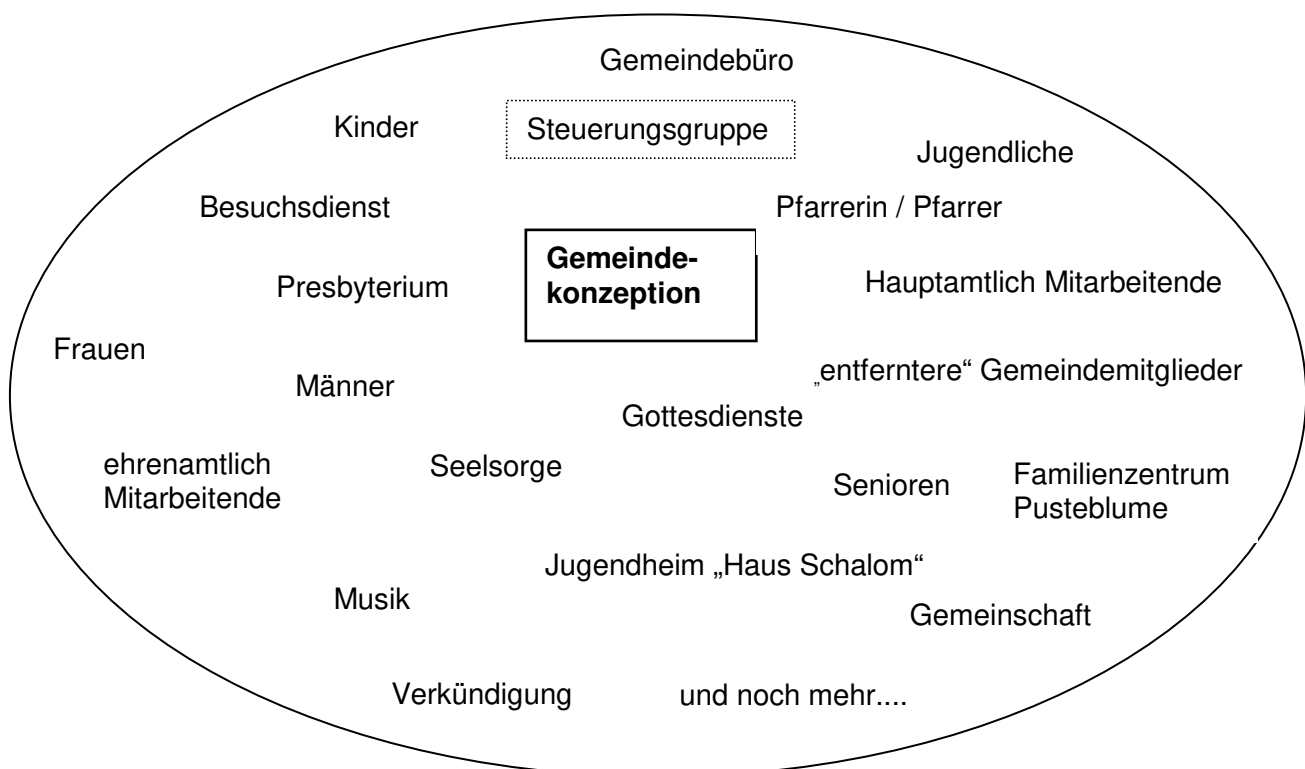 Gemeindebüro
Kinder
Steuerungsgruppe
Jugendliche
Besuchsdienst
Pfarrerin / Pfarrer
Gemeinde-
konzeption
Presbyterium
Hauptamtlich Mitarbeitende
Frauen
Männer
„entferntere“ Gemeindemitglieder
Gottesdienste
ehrenamtlich
Mitarbeitende
Seelsorge
Senioren
Familienzentrum
Pusteblume
Jugendheim „Haus Schalom“
Musik
Gemeinschaft
Verkündigung
und noch mehr....